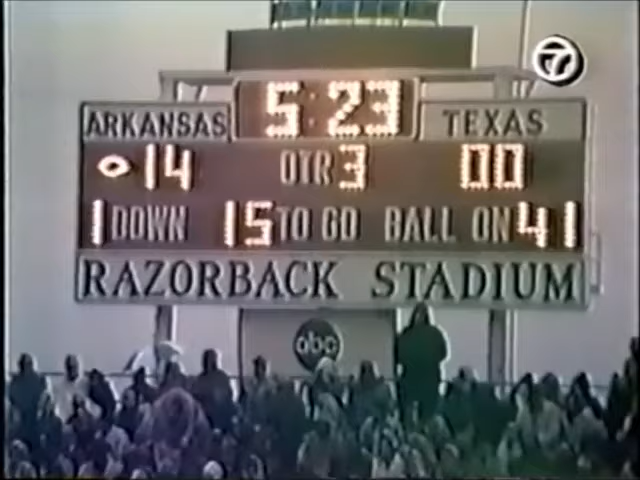 7
5:23
ARKANSAS TEXAS
14 QTR 3 00
1 DOWN 15 TO GO BALL ON 41
RAZORBACK STADIUM
abc